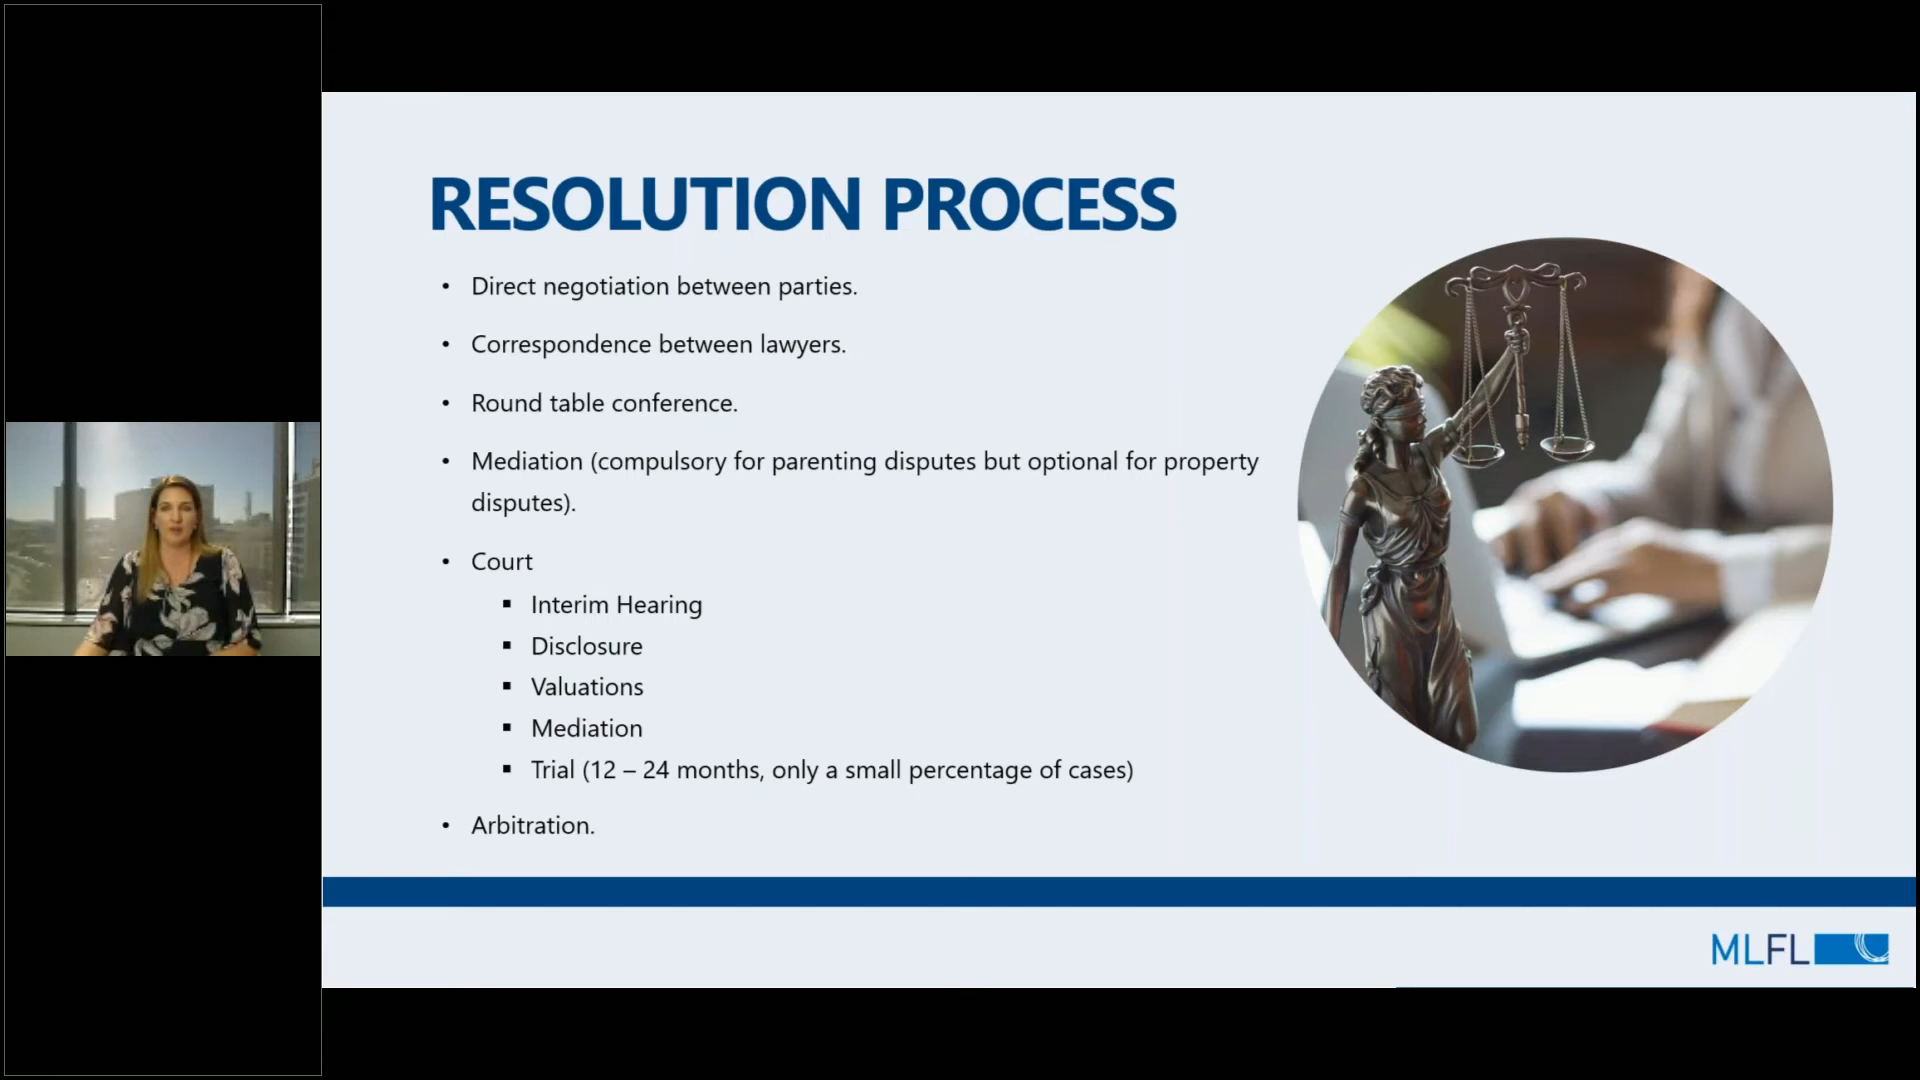 RESOLUTION PROCESS
• Direct negotiation between parties.
• Correspondence between lawyers.
• Round table conference.
• Mediation (compulsory for parenting disputes but optional for property
disputes).
• Court
▪ Interim Hearing
▪ Disclosure
▪ Valuations
▪ Mediation
▪ Trial (12 – 24 months, only a small percentage of cases)
• Arbitration.
MLFL